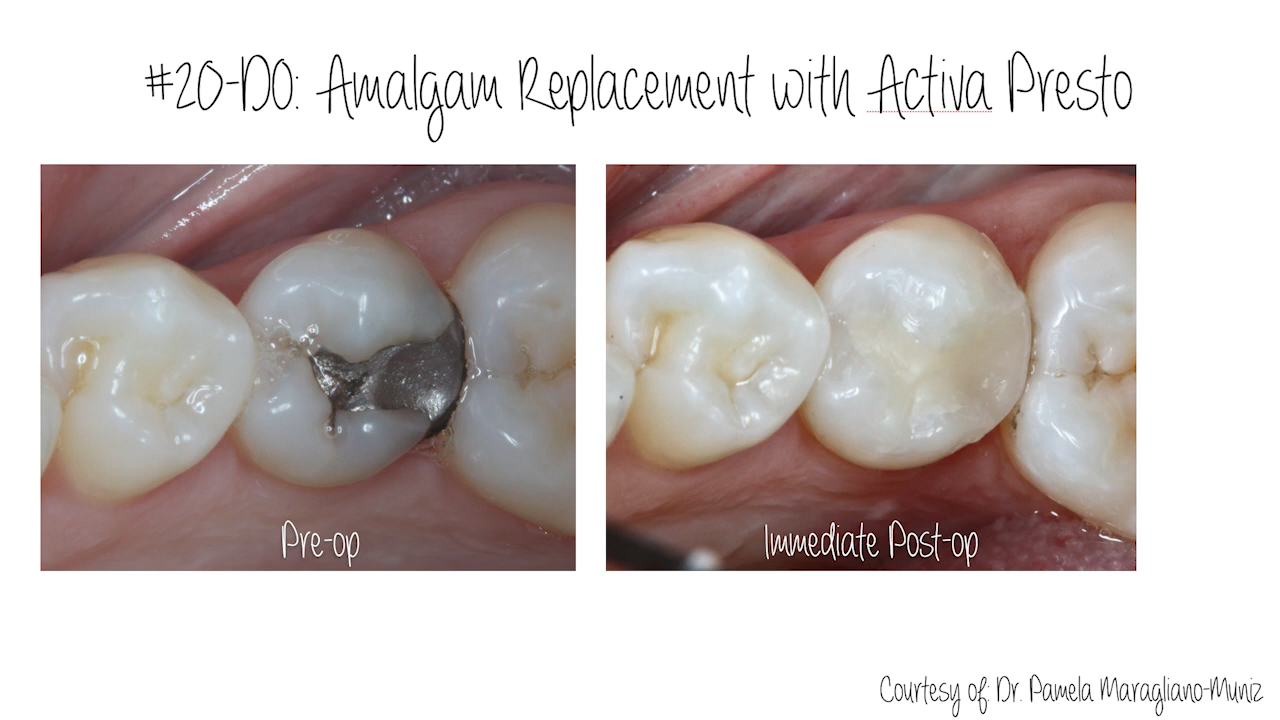 #20-DO: Amalgam Replacement with Activa Presto
Pre-op
Immediate Post-op
Courtesy of: Dr. Pamela Maragliano-Muniz